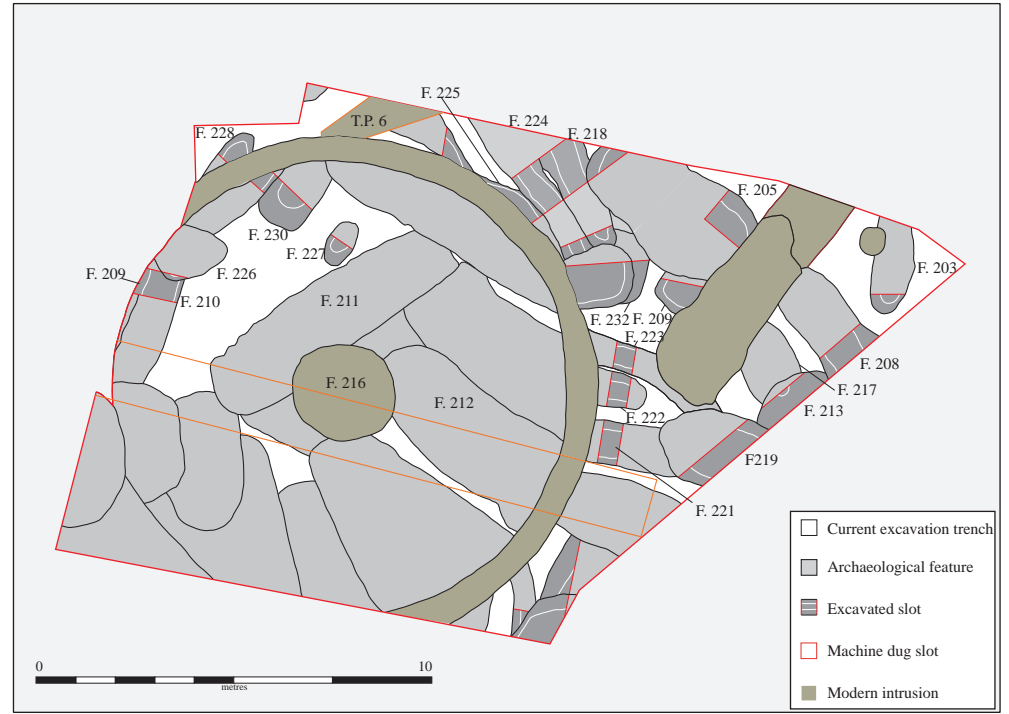 F. 225
T.P. 6
F. 224
F. 228
F. 218
F. 205
F. 230
F. 227
F. 203
F. 209
F. 226
F. 210
F. 211
F. 232
F. 209
F. 223
F. 208
F. 216
F. 217
F. 212
F. 213
F. 222
F219
F. 221
Current excavation trench
Archaeological feature
Excavated slot
Machine dug slot
Modern intrusion
0
10
metres